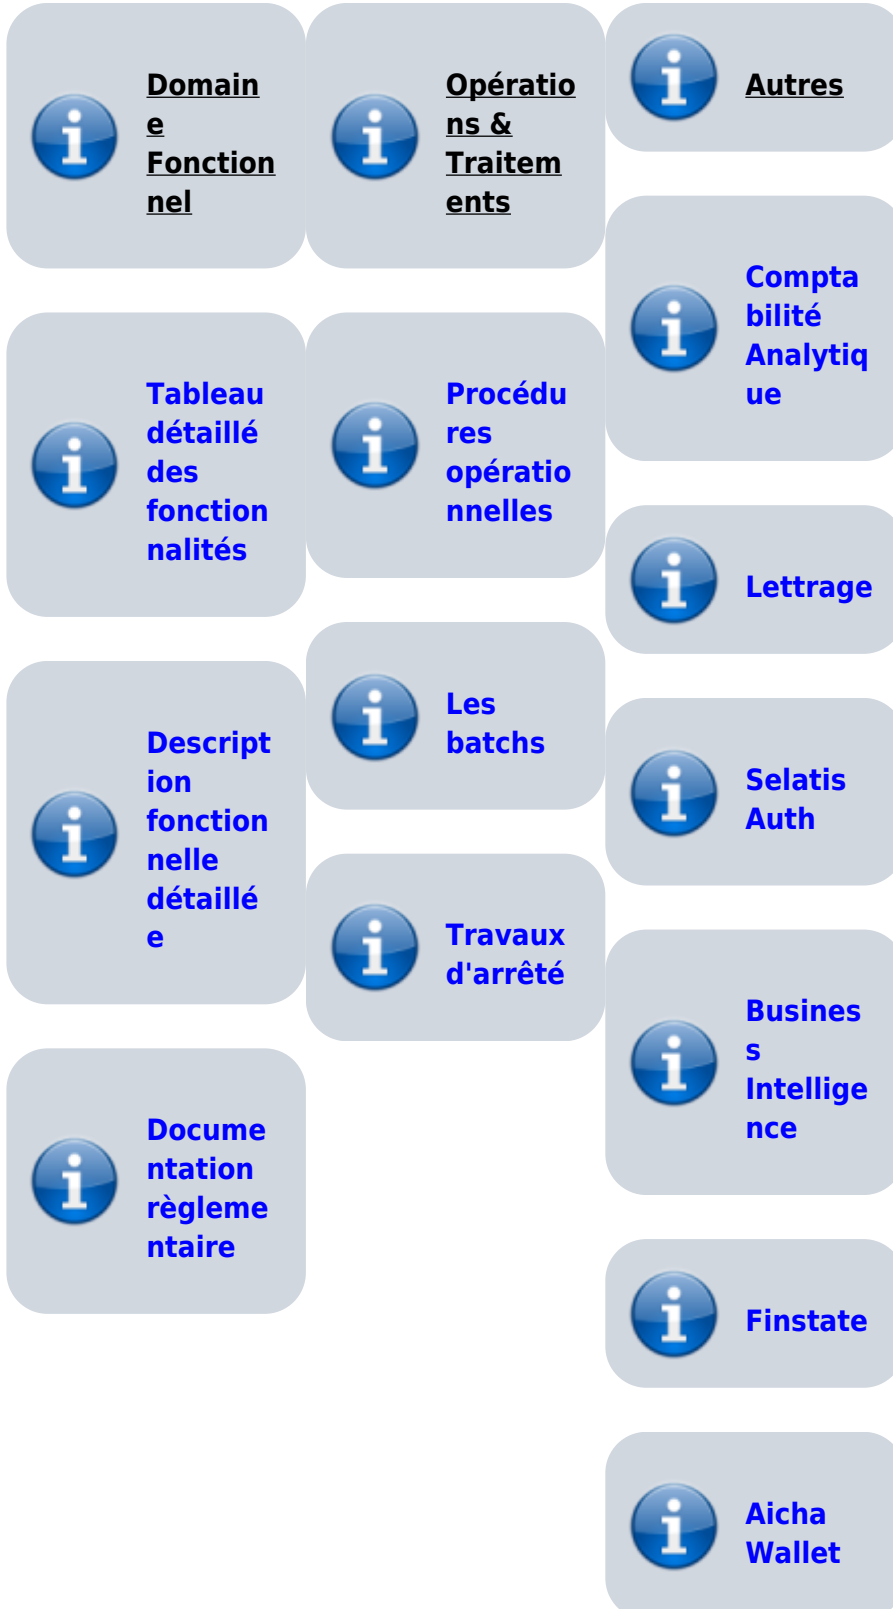 Domain
e
Fonction
nel
Tableau
détaillé
des
fonction
nalités
Descript
ion
fonction
nelle
détaillé
e
Docume
ntation
règleme
ntaire
Opératio
ns &
Traitem
ents
Procédu
res
opératio
nnelles
Les
batchs
Travaux
d'arrêté
Autres
Compta
bilité
Analytiq
ue
Lettrage
Selatis
Auth
Busines
s
Intellige
nce
Finstate
Aicha
Wallet